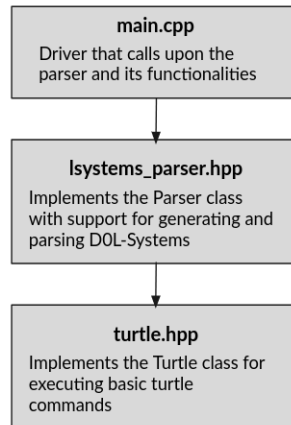 main.cpp
Driver that calls upon the
parser and its functionalities
lsystems_parser.hpp
Implements the Parser class
with support for generating and
parsing D0L-Systems
turtle.hpp
Implements the Turtle class for
executing basic turtle
commands